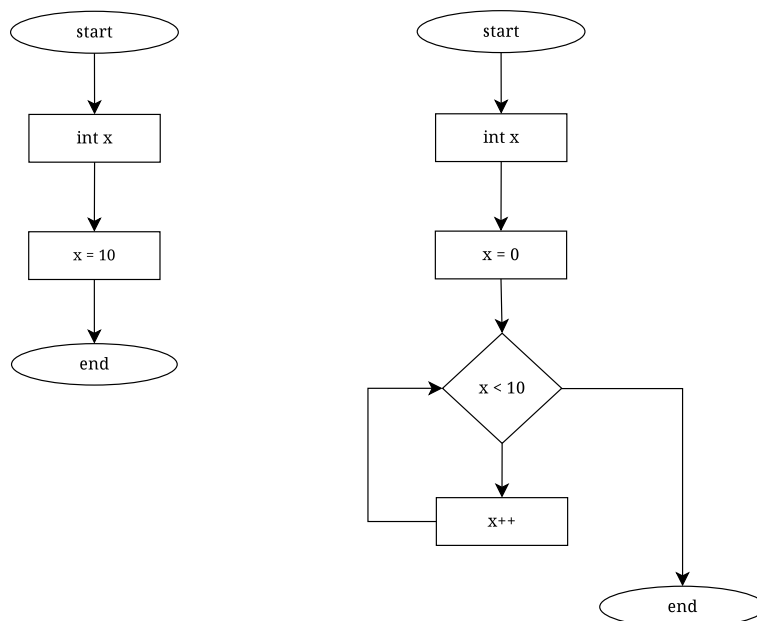 start
int x
x = 10
end
start
int x
x = 0
x < 10
x++
end